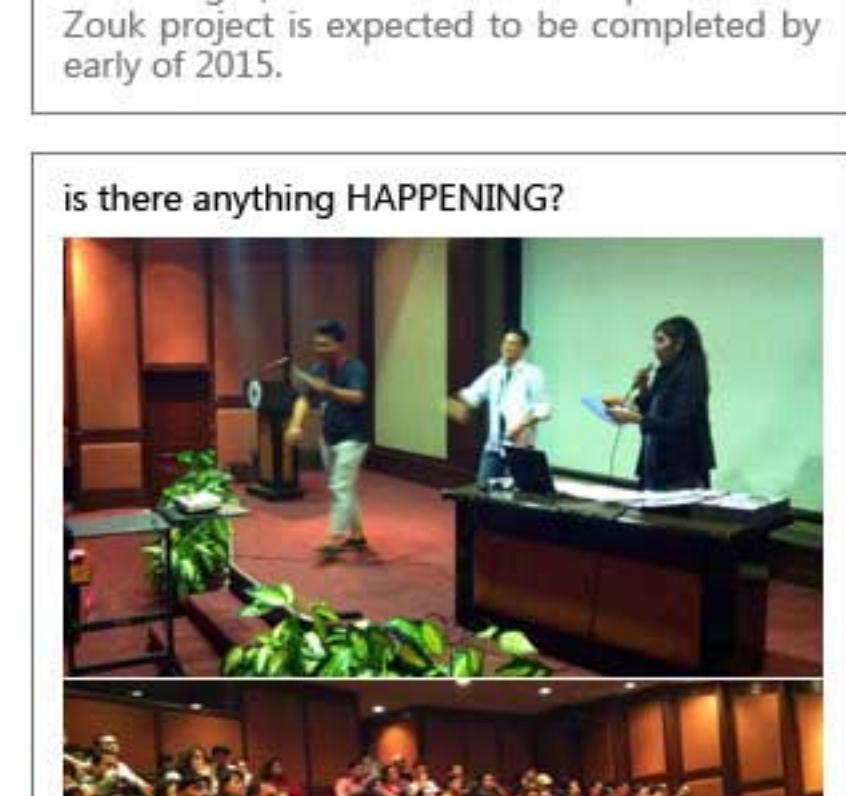 Zouk project is expected to be completed by
early of 2015.
is there anything HAPPENING?